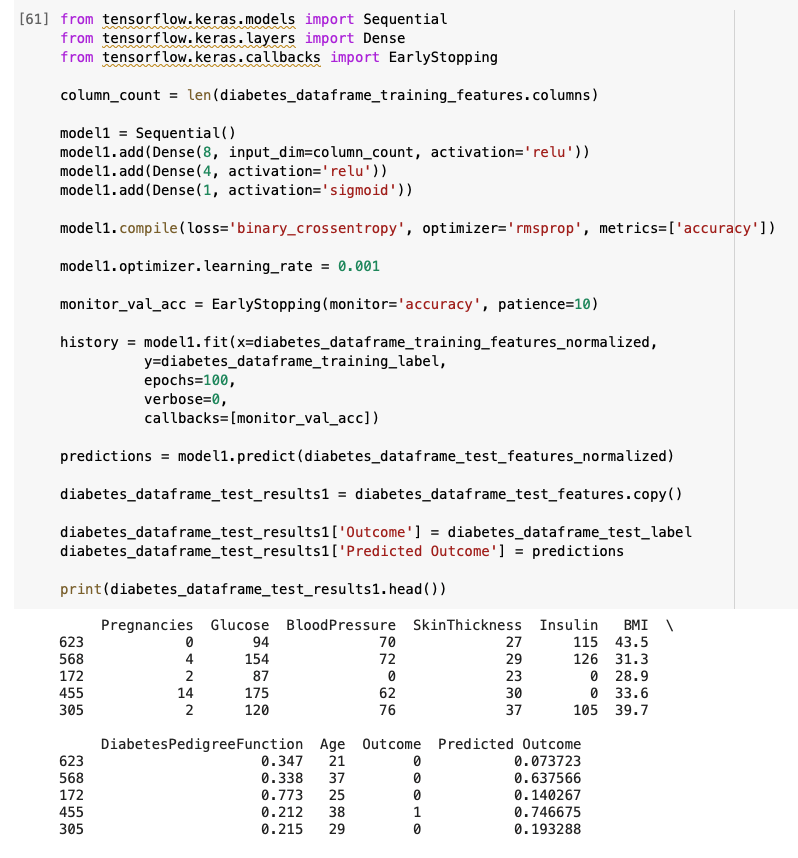 [61] from tensorflow.keras.models import Sequential
from tensorflow.keras.layers import Dense
from tensorflow.keras.callbacks import EarlyStopping
column_count = len(diabetes_dataframe_training_features.columns)
model1 = Sequential()
model1.add(Dense(8, input_dim=column_count, activation='relu'))
model1.add(Dense(4, activation='relu'))
model1.add(Dense(1, activation='sigmoid'))
model1.compile(loss='binary_crossentropy', optimizer='rmsprop', metrics=['accuracy'])
model1.optimizer.learning_rate = 0.001
monitor_val_acc = EarlyStopping(monitor='accuracy', patience=10)
history = model1.fit(x=diabetes_dataframe_training_features_normalized,
y=diabetes_dataframe_training_label,
epochs=100,
verbose=0,
callbacks=[monitor_val_acc])
predictions = model1.predict(diabetes_dataframe_test_features_normalized)
diabetes_dataframe_test_results1 = diabetes_dataframe_test_features.copy()
diabetes_dataframe_test_results1['Outcome'] = diabetes_dataframe_test_label
diabetes_dataframe_test_results1['Predicted Outcome'] = predictions
print(diabetes_dataframe_test_results1.head())
Pregnancies Glucose BloodPressure SkinThickness Insulin BMI \
623 0 94 70 27 115 43.5
568 4 154 72 29 126 31.3
172 2 87 0 23 0 28.9
455 14 175 62 30 0 33.6
305 2 120 76 37 105 39.7
DiabetesPedigreeFunction Age Outcome Predicted Outcome
623 0.347 21 0 0.073723
568 0.338 37 0 0.637566
172 0.773 25 0 0.140267
455 0.212 38 1 0.746675
305 0.215 29 0 0.193288